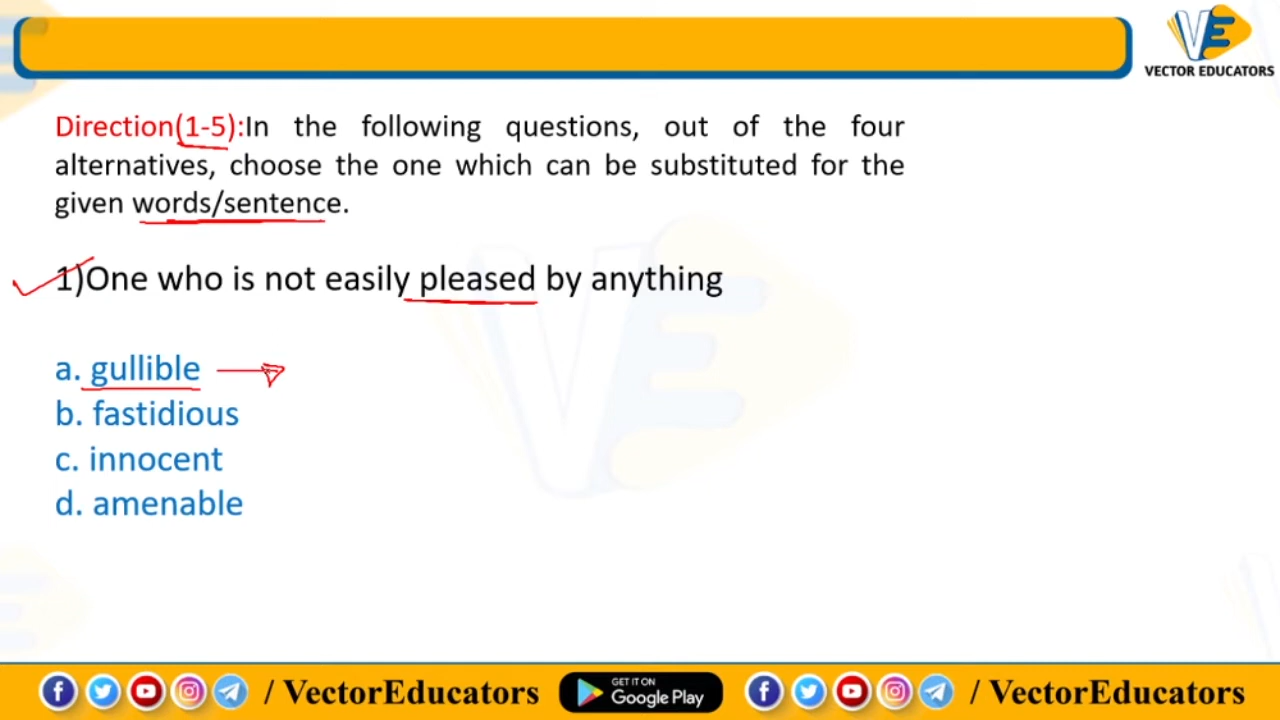 VE
VECTOR EDUCATORS
Direction(1-5):In the following questions, out of the four
alternatives, choose the one which can be substituted for the
given words/sentence.
1)One who is not easily pleased by anything
a. gullible
b. fastidious
c. innocent
d. amenable
/ VectorEducators
GET IT ON
Google Play
/ VectorEducators